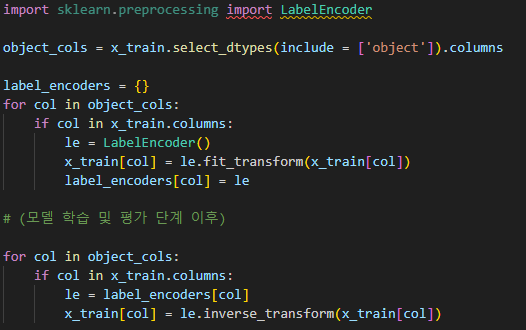 import sklearn.preprocessing import LabelEncoder
object_cols = x_train.select_dtypes(include = ['object']).columns
label_encoders = {}
for col in object_cols:
    if col in x_train.columns:
        le = LabelEncoder()
        x_train[col] = le.fit_transform(x_train[col])
        label_encoders[col] = le
# (모델 학습 및 평가 단계 이후)
for col in object_cols:
    if col in x_train.columns:
        le = label_encoders[col]
        x_train[col] = le.inverse_transform(x_train[col])